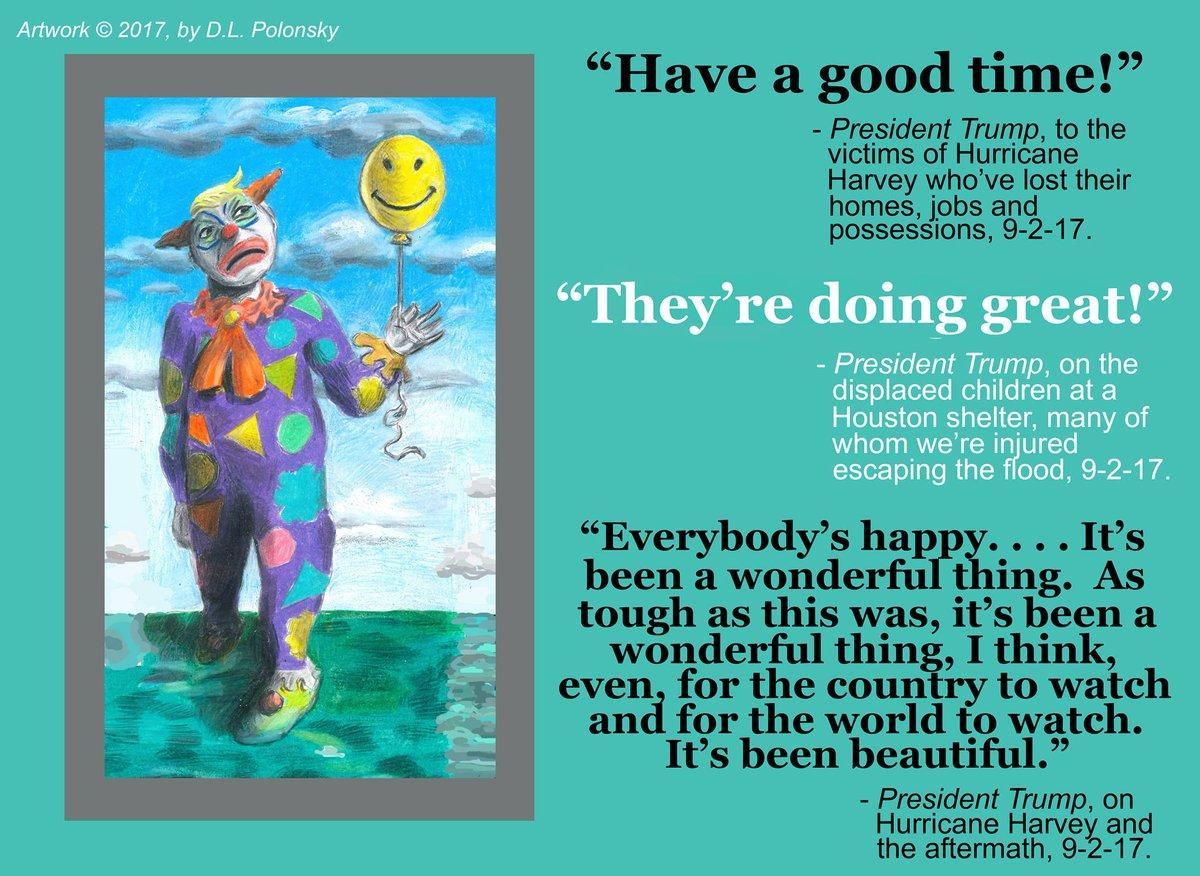 Artwork © 2017, by D.L. Polonsky
“Have a good time!”
- President Trump, to the
victims of Hurricane
Harvey who’ve lost their
homes, jobs and
possessions, 9-2-17.
“They’re doing great!”
- President Trump, on the
displaced children at a
Houston shelter, many of
whom we’re injured
escaping the flood, 9-2-17.
“Everybody’s happy. . . . It’s
been a wonderful thing.  As
tough as this was, it’s been a
wonderful thing, I think,
even, for the country to watch
and for the world to watch.
It’s been beautiful.”
- President Trump, on
Hurricane Harvey and
the aftermath, 9-2-17.